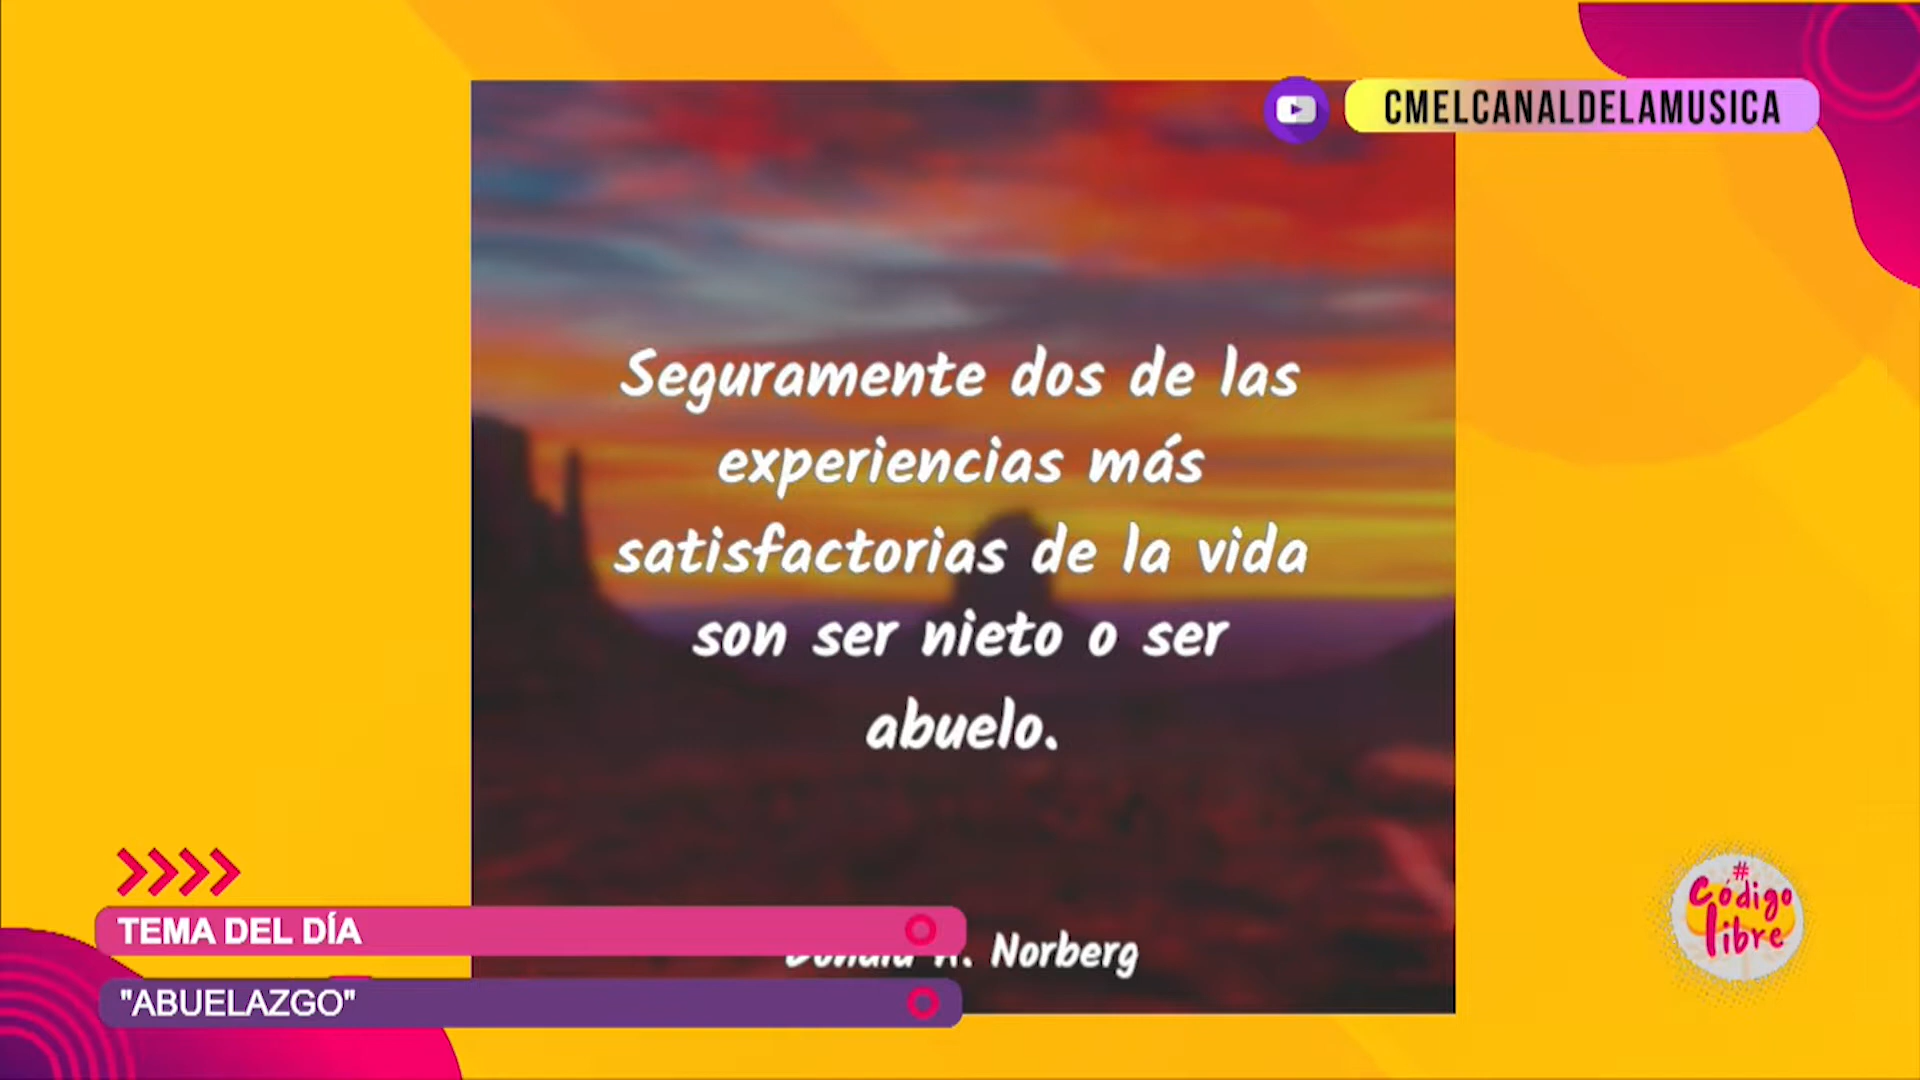 CMELCANALDELAMUSICA
Seguramente dos de las
experiencias más
satisfactorias de la vida
son ser nieto o ser
abuelo.
Norberg
TEMA DEL DÍA
"ABUELAZGO"
#
Código
libre